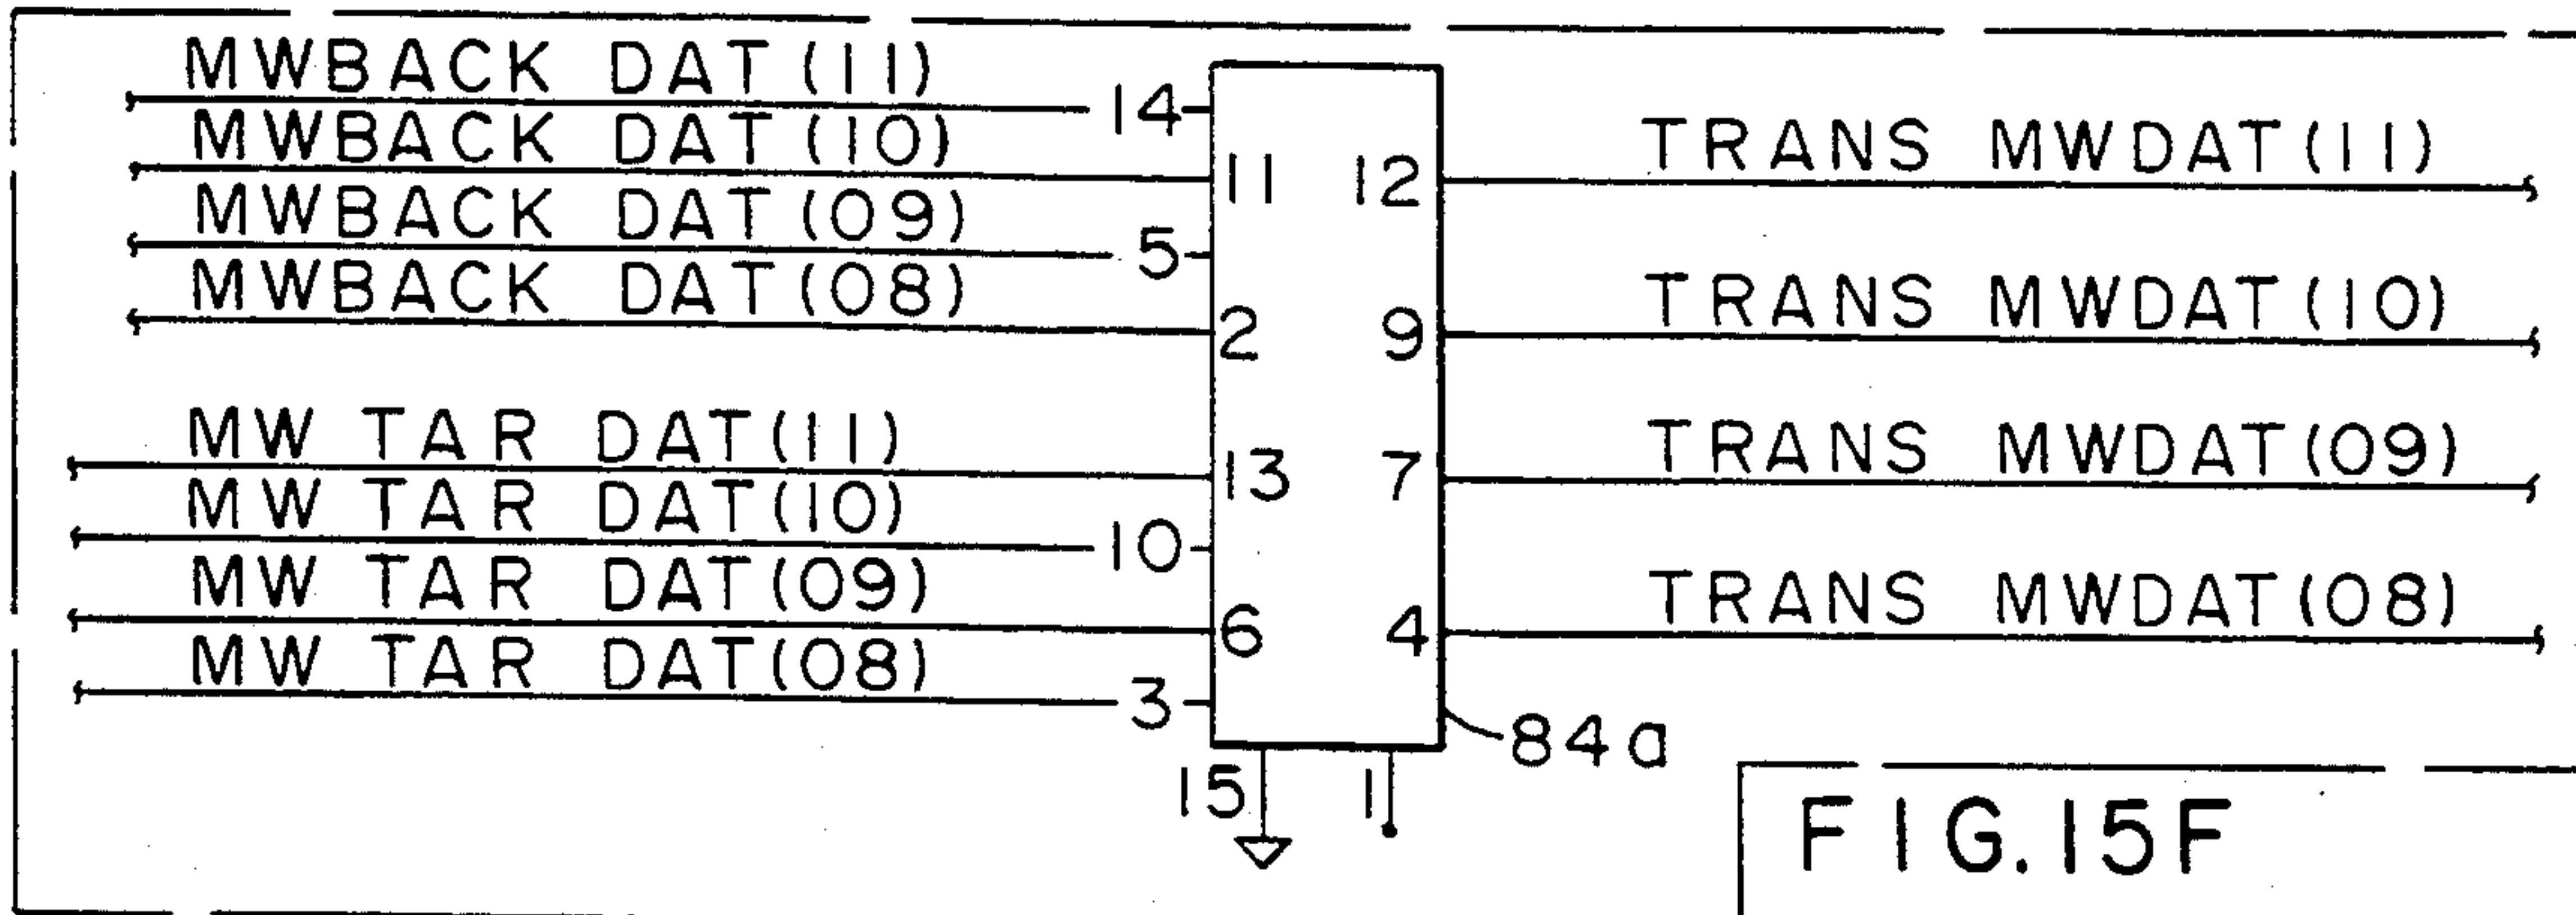 MWBACK DAT(11)
MWBACK DAT(10)
MWBACK DAT(09)
MWBACK DAT(08)
MW TAR DAT(11)
MW TAR DAT(10)
MW TAR DAT(09)
MW TAR DAT(08)
14
11
5
2
13
10
6
3
15
1
12
9
7
4
TRANS MWDAT(11)
TRANS MWDAT(10)
TRANS MWDAT(09)
TRANS MWDAT(08)
84a
FIG.15F